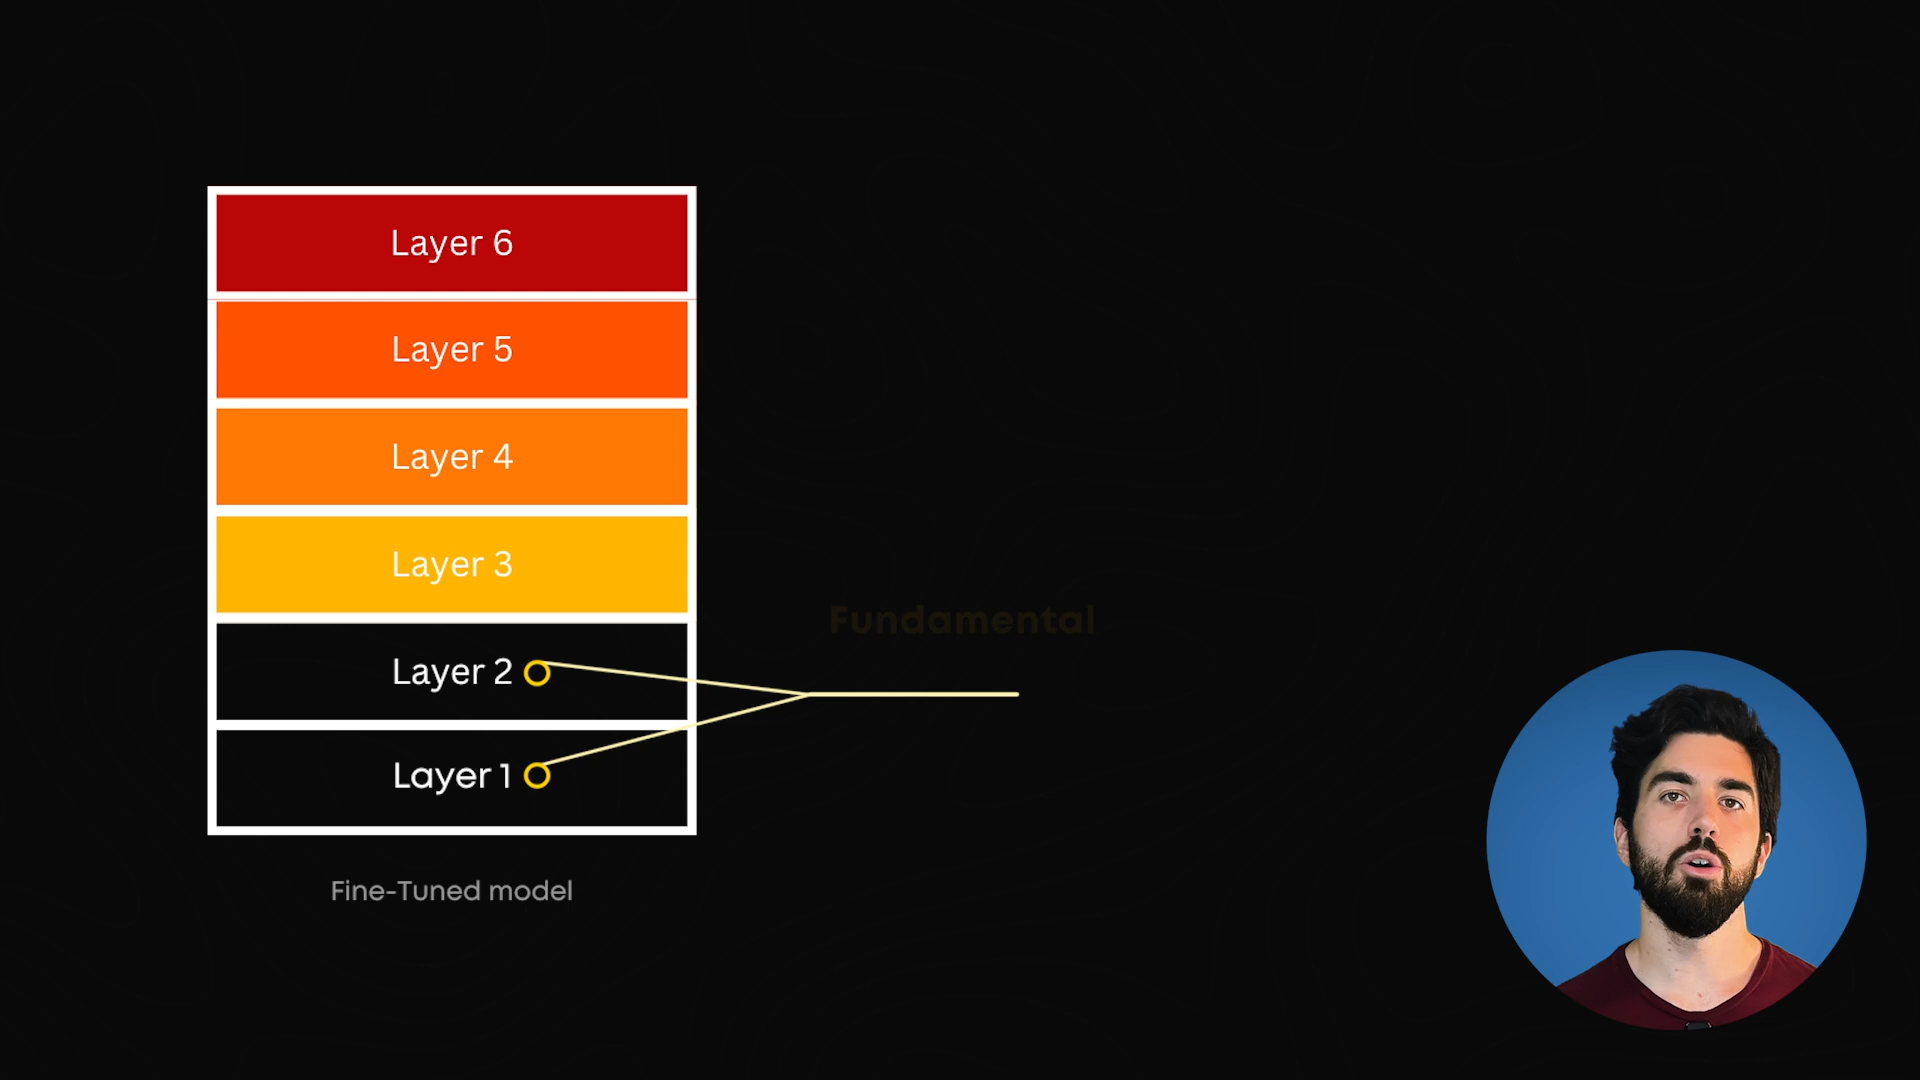 Layer 6
Layer 5
Layer 4
Layer 3
Fundamental
Layer 2
Layer 1
Fine-Tuned model